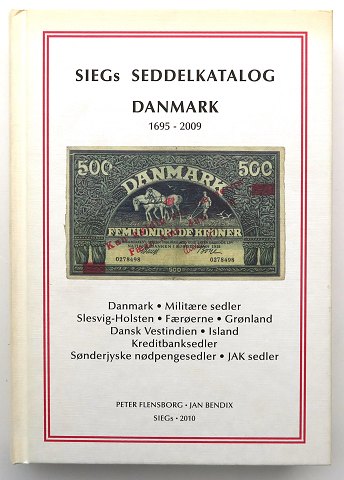 SIEGs SEDDELKATALOG
DANMARK
1695 - 2009
500 DANMARK 500
FEMHUNDREDE KRONER
0278498 0278498
500
Danmark • Militære sedler
Slesvig-Holsten • Færøerne • Grønland
Dansk Vestindien • Island
Kreditbanksedler
Sønderjyske nødpengesedler • JAK sedler
PETER FLENSBORG • JAN BENDIX
SIEGs • 2010